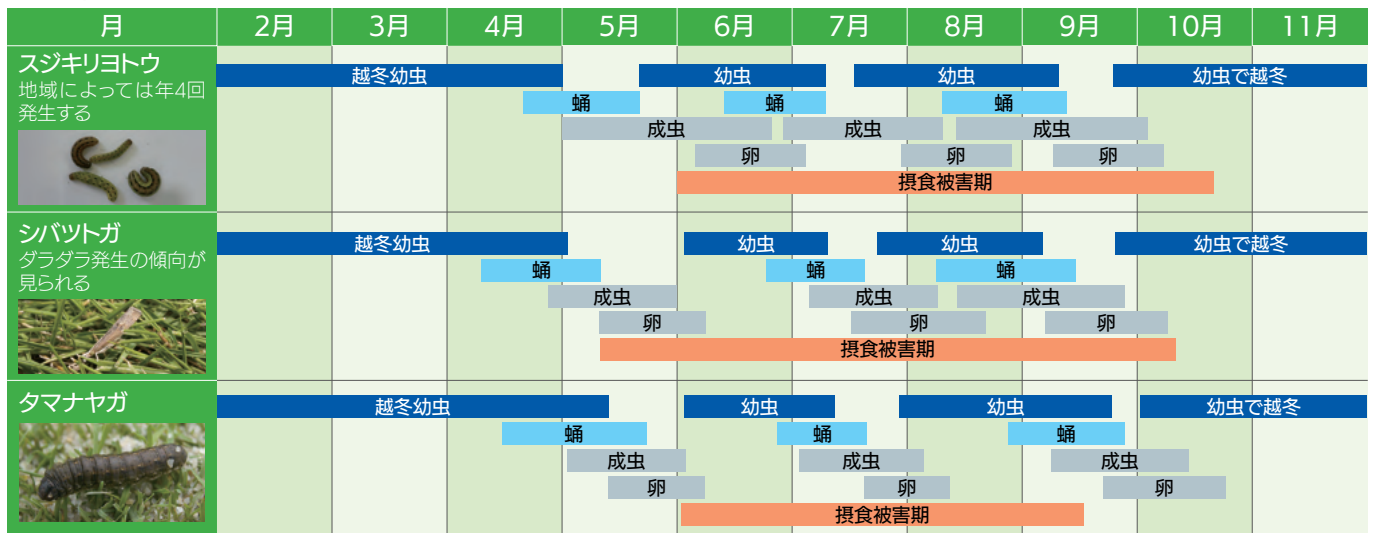 月 2月 3月 4月 5月 6月 7月 8月 9月 10月 11月
スジキリヨトウ
地域によっては年4回
発生する
越冬幼虫 幼虫 幼虫 幼虫で越冬
蛹 蛹 蛹
成虫 成虫 成虫
卵 卵 卵
摂食被害期
シバツトガ
ダラダラ発生の傾向が
見られる
越冬幼虫 幼虫 幼虫 幼虫で越冬
蛹 蛹 蛹
成虫 成虫 成虫
卵 卵 卵
摂食被害期
タマナヤガ
越冬幼虫 幼虫 幼虫 幼虫で越冬
蛹 蛹 蛹
成虫 成虫 成虫
卵 卵 卵
摂食被害期